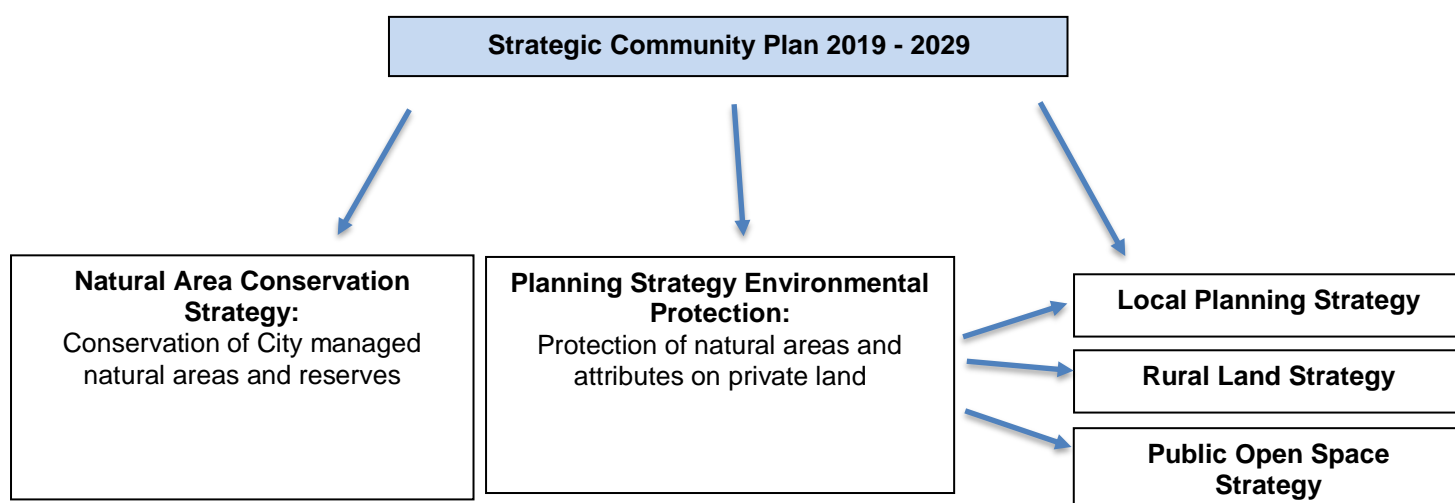 Strategic Community Plan 2019 - 2029
Natural Area Conservation
Strategy:
Conservation of City managed
natural areas and reserves
Planning Strategy Environmental
Protection:
Protection of natural areas and
attributes on private land
Local Planning Strategy
Rural Land Strategy
Public Open Space
Strategy